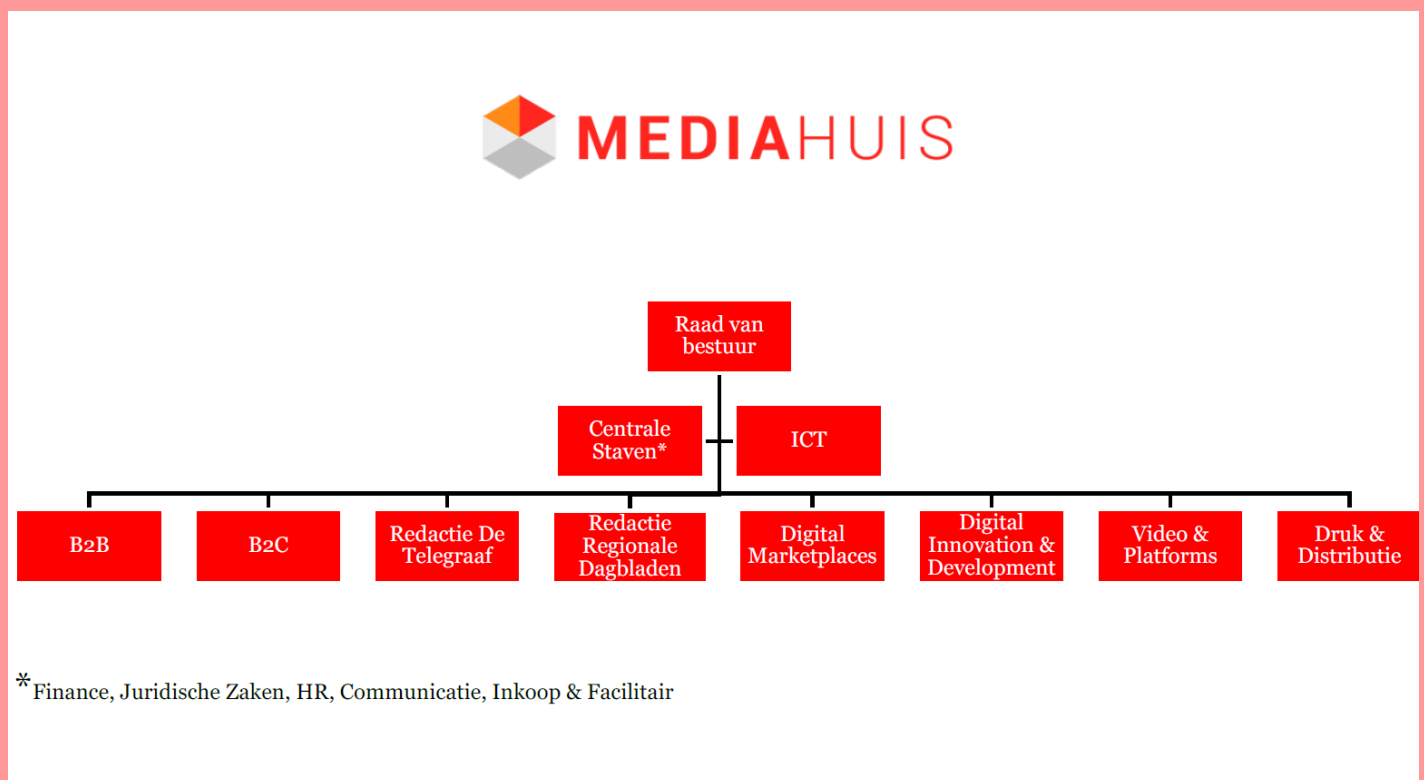 MEDIAHUIS
Raad van
bestuur
Centrale
Staven*
ICT
B2B
B2C
Redactie De
Telegraaf
Redactie
Regionale
Dagbladen
Digital
Marketplaces
Digital
Innovation &
Development
Video &
Platforms
Druk &
Distributie
*Finance, Juridische Zaken, HR, Communicatie, Inkoop & Facilitair